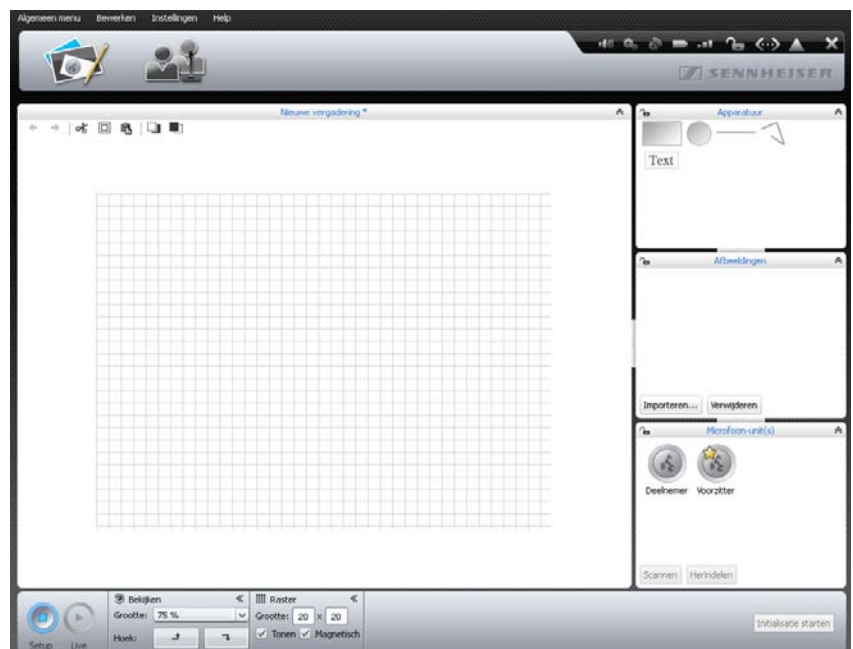 Algemeen menu Bewerken Instellingen Help
SENNHEISER
Nieuwe vergadering *
Apparatuur
Text
Afbeeldingen
Importeren... Verwijderen
Microfoon-unit(s)
Deelnemer Voorzitter
Scannen Herindelen
Bekijken
Raster
Grootte: 75 %
Grootte: 20 x 20
Hoek:
Tonen Magnetisch
Setup Live
Initialisatie starten